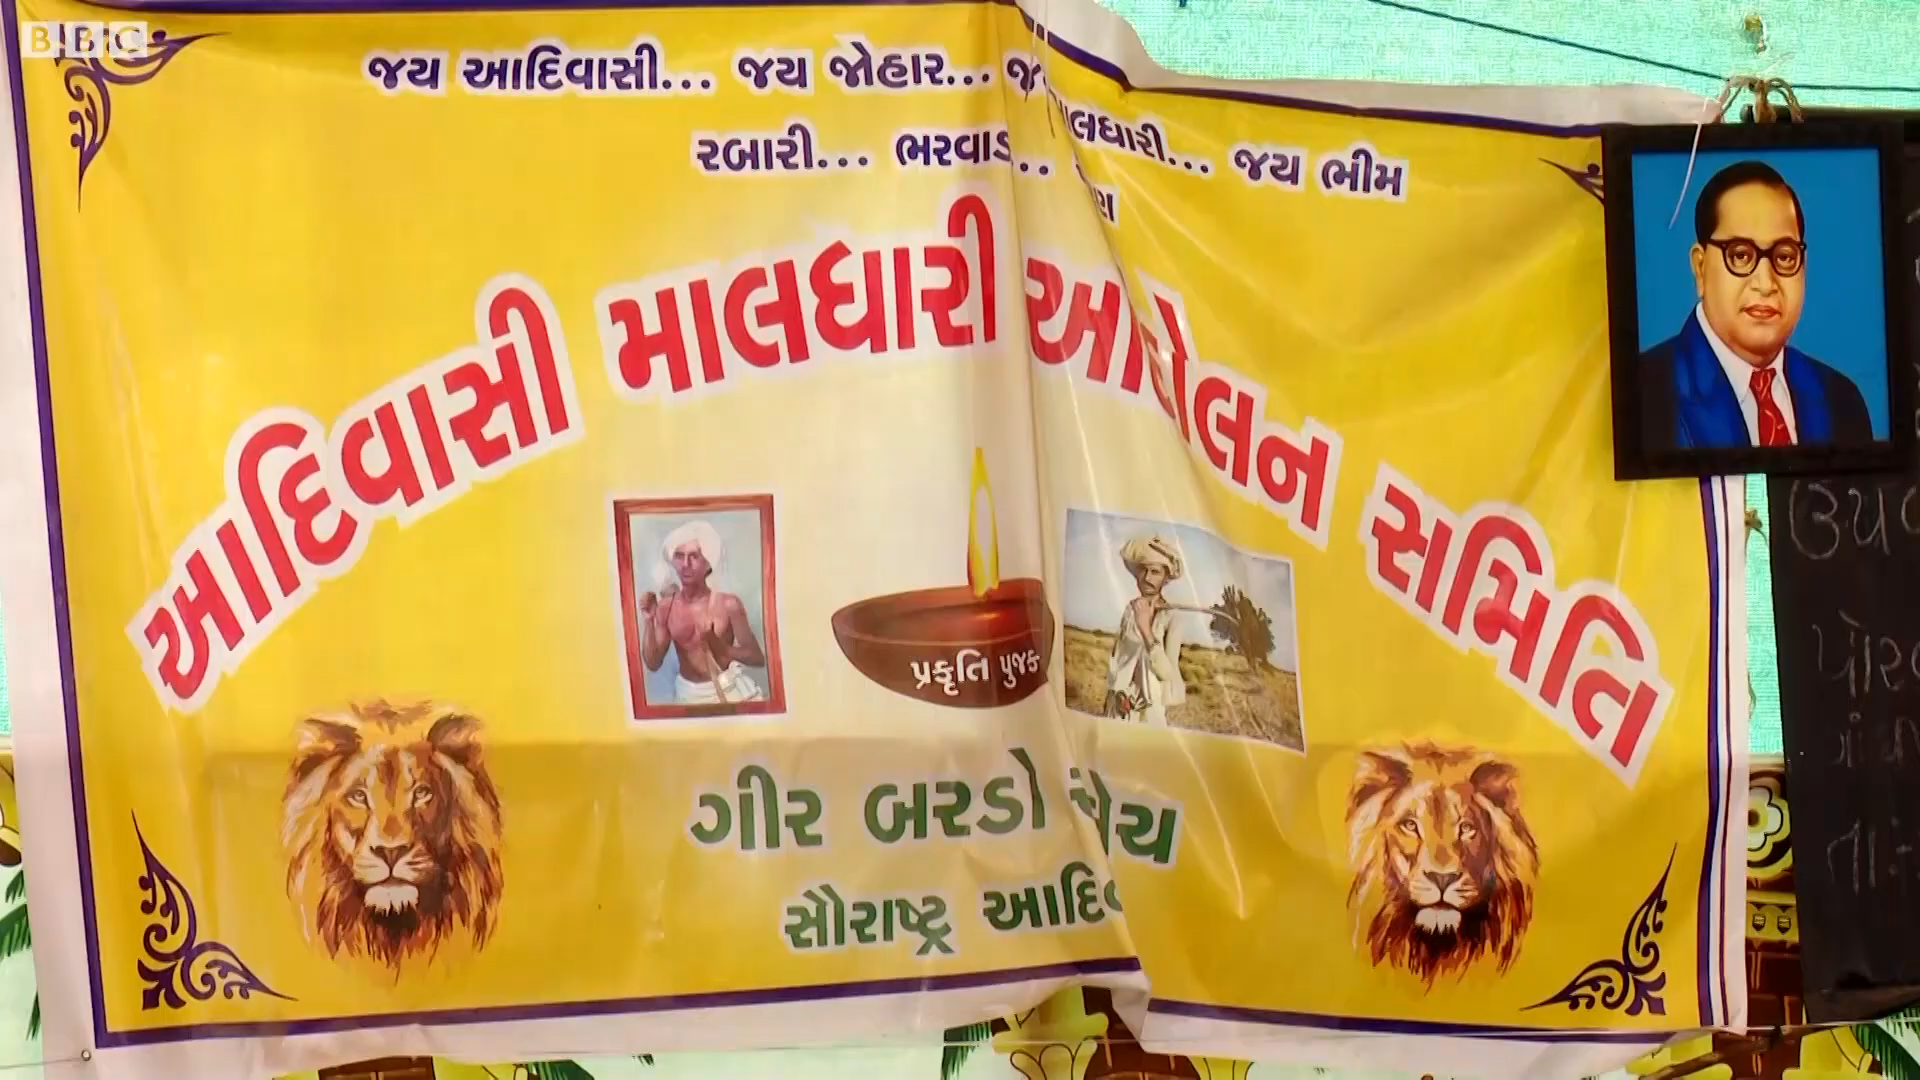 BBC
જય આદિવાસી... જય જોહાર...
રબારી... ભરવાડ... માલધારી... જય ભીમ
આદિવાસી માલધારી આંદોલન સમિતિ
પ્રકૃતિ પુજક
ગીર બરડો
સૌરાષ્ટ્ર